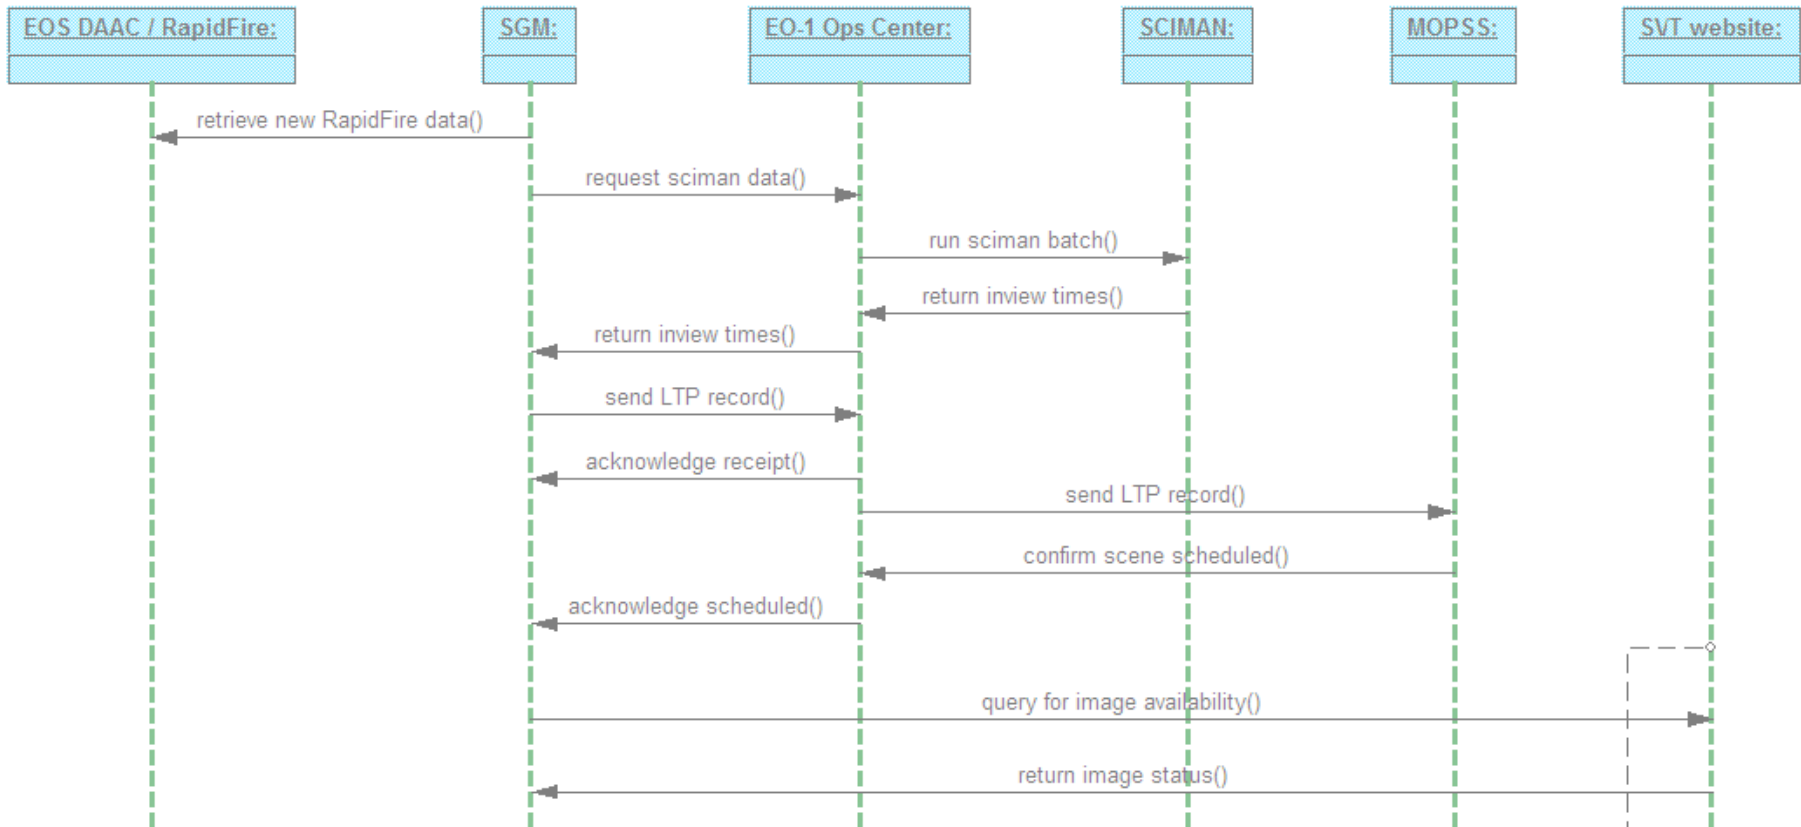 EOS DAAC / RapidFire:
SGM:
EO-1 Ops Center:
SCIMAN:
MOPSS:
SVT website:
retrieve new RapidFire data()
request sciman data()
run sciman batch()
return inview times()
return inview times()
send LTP record()
acknowledge receipt()
send LTP record()
confirm scene scheduled()
acknowledge scheduled()
query for image availability()
return image status()